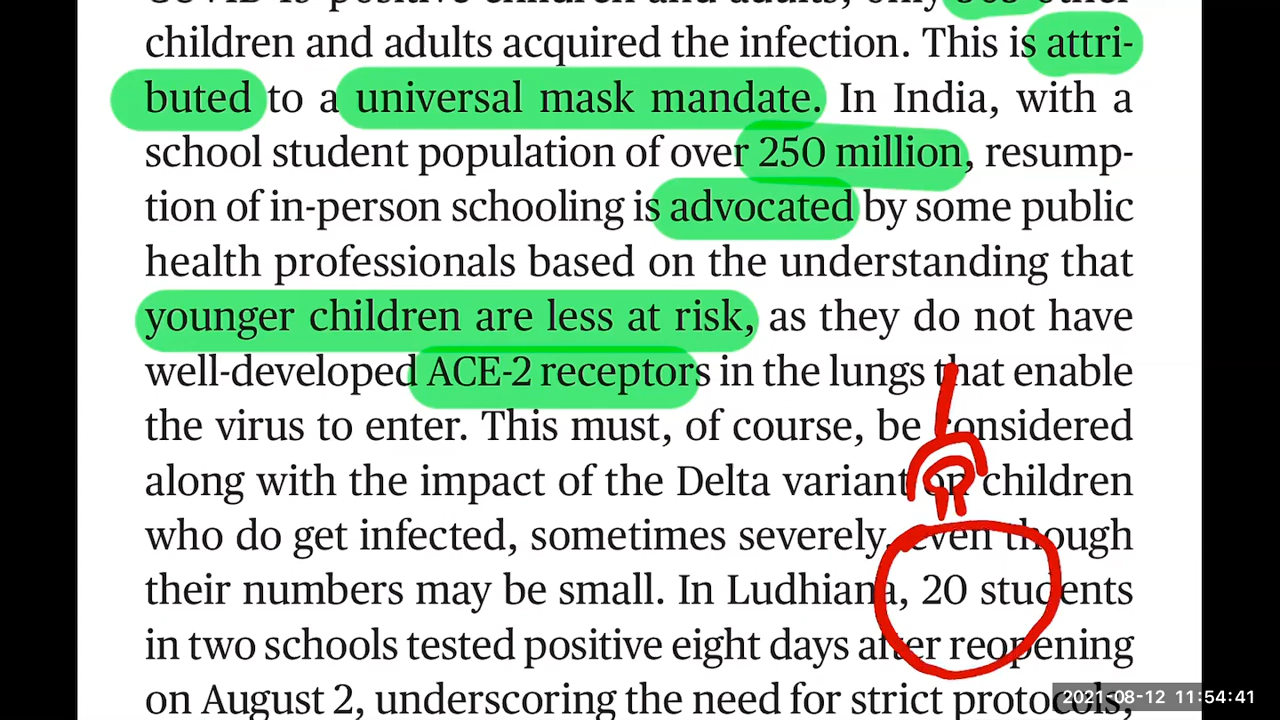 children and adults acquired the infection. This is attri-
buted to a universal mask mandate. In India, with a
school student population of over 250 million, resump-
tion of in-person schooling is advocated by some public
health professionals based on the understanding that
younger children are less at risk, as they do not have
well-developed ACE-2 receptors in the lungs that enable
the virus to enter. This must, of course, be considered
along with the impact of the Delta variant on children
who do get infected, sometimes severely, even though
their numbers may be small. In Ludhiana, 20 students
in two schools tested positive eight days after reopening
on August 2, underscoring the need for strict protocols,
2021-08-12 11:54:41